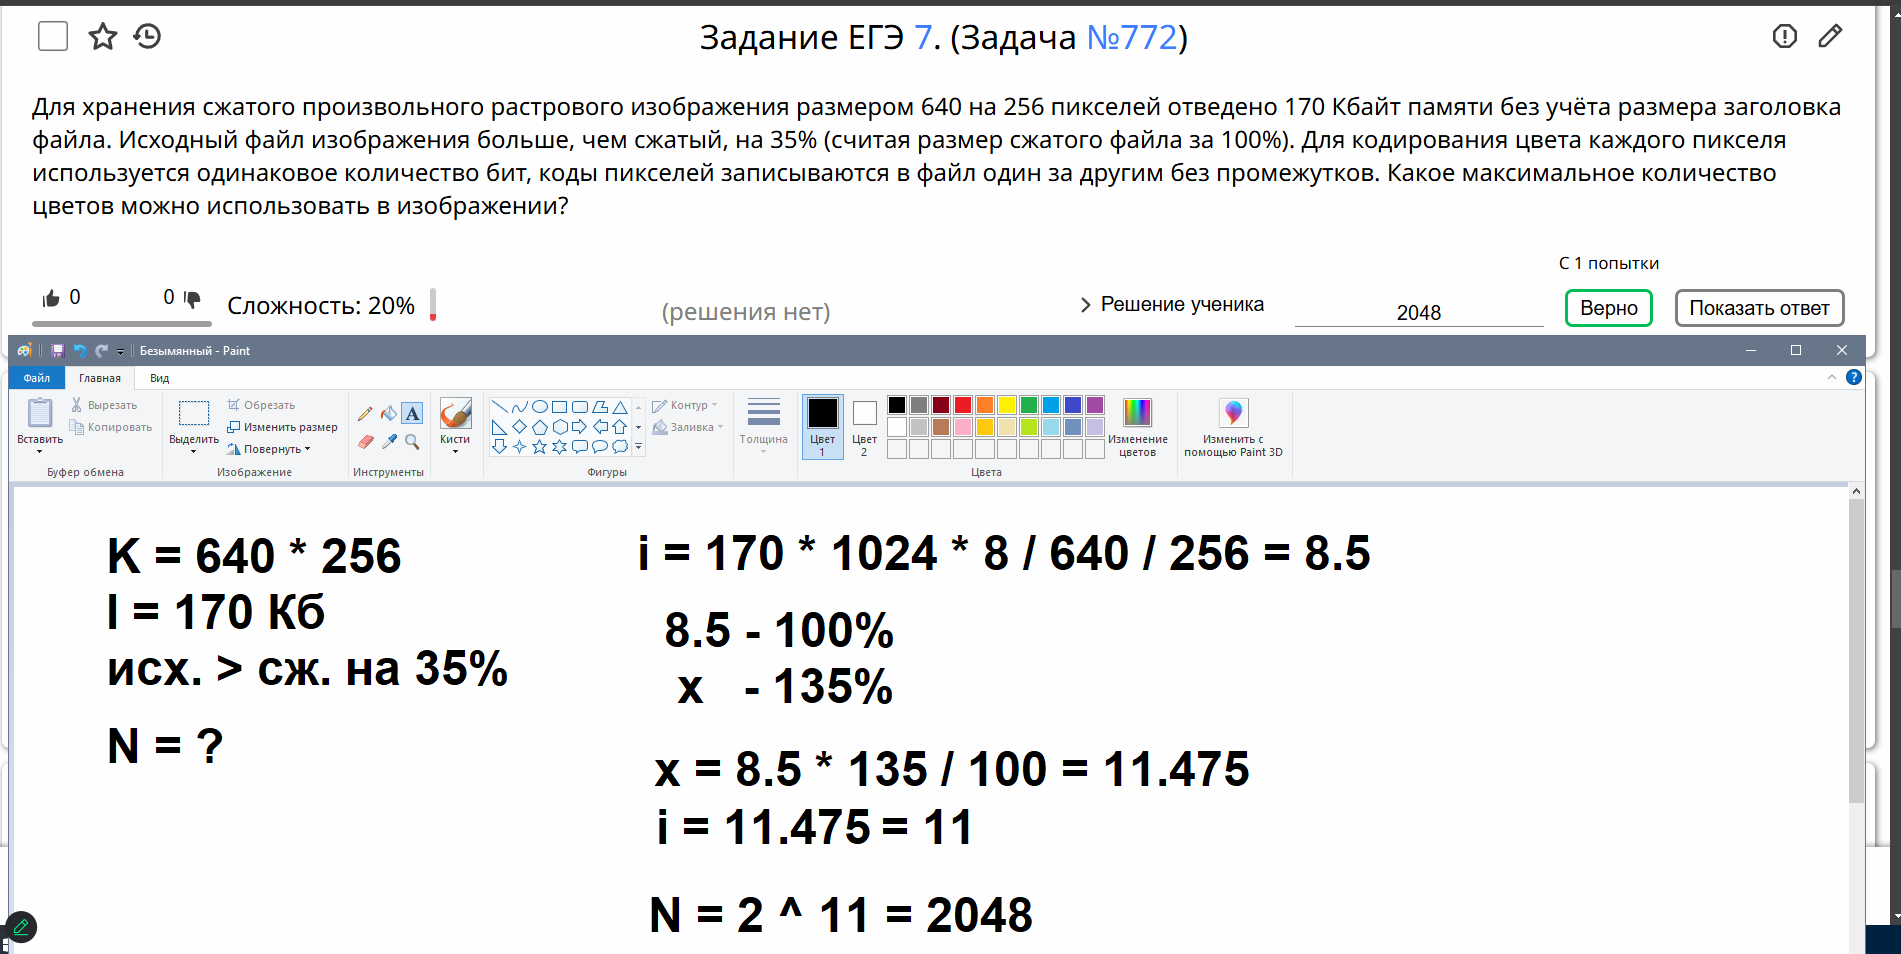 Задание ЕГЭ 7. (Задача №772)
Для хранения сжатого произвольного растрового изображения размером 640 на 256 пикселей отведено 170 Кбайт памяти без учёта размера заголовка
файла. Исходный файл изображения больше, чем сжатый, на 35% (считая размер сжатого файла за 100%). Для кодирования цвета каждого пикселя
используется одинаковое количество бит, коды пикселей записываются в файл один за другим без промежутков. Какое максимальное количество
цветов можно использовать в изображении?
С 1 попытки
0 0 Сложность: 20% (решения нет) Решение ученика 2048 Верно Показать ответ
Безымянный - Paint
Файл Главная Вид
Вставить
Вырезать
Копировать
Буфер обмена
Выделить
Обрезать
Изменить размер
Повернуть
Изображение
A
Инструменты
Кисти
Контур
Заливка
Фигуры
Толщина
Цвет
1
Цвет
2
Изменение
цветов
Цвета
Изменить с
помощью Paint 3D
K = 640 * 256
I = 170 Кб
исх. > сж. на 35%
N = ?
i = 170 * 1024 * 8 / 640 / 256 = 8.5
8.5 - 100%
x - 135%
x = 8.5 * 135 / 100 = 11.475
i = 11.475 = 11
N = 2 ^ 11 = 2048